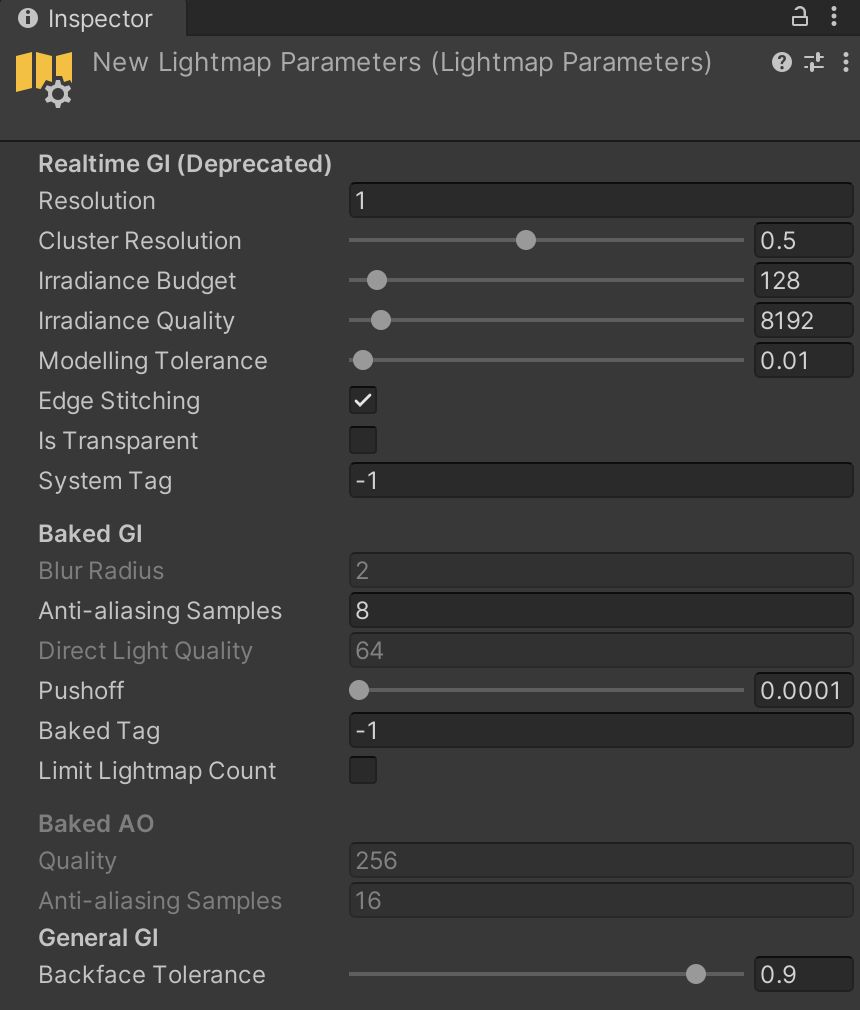 Inspector
New Lightmap Parameters (Lightmap Parameters)
Realtime GI (Deprecated)
Resolution 1
Cluster Resolution 0.5
Irradiance Budget 128
Irradiance Quality 8192
Modelling Tolerance 0.01
Edge Stitching
Is Transparent
System Tag -1
Baked GI
Blur Radius 2
Anti-aliasing Samples 8
Direct Light Quality 64
Pushoff 0.0001
Baked Tag -1
Limit Lightmap Count
Baked AO
Quality 256
Anti-aliasing Samples 16
General GI
Backface Tolerance 0.9